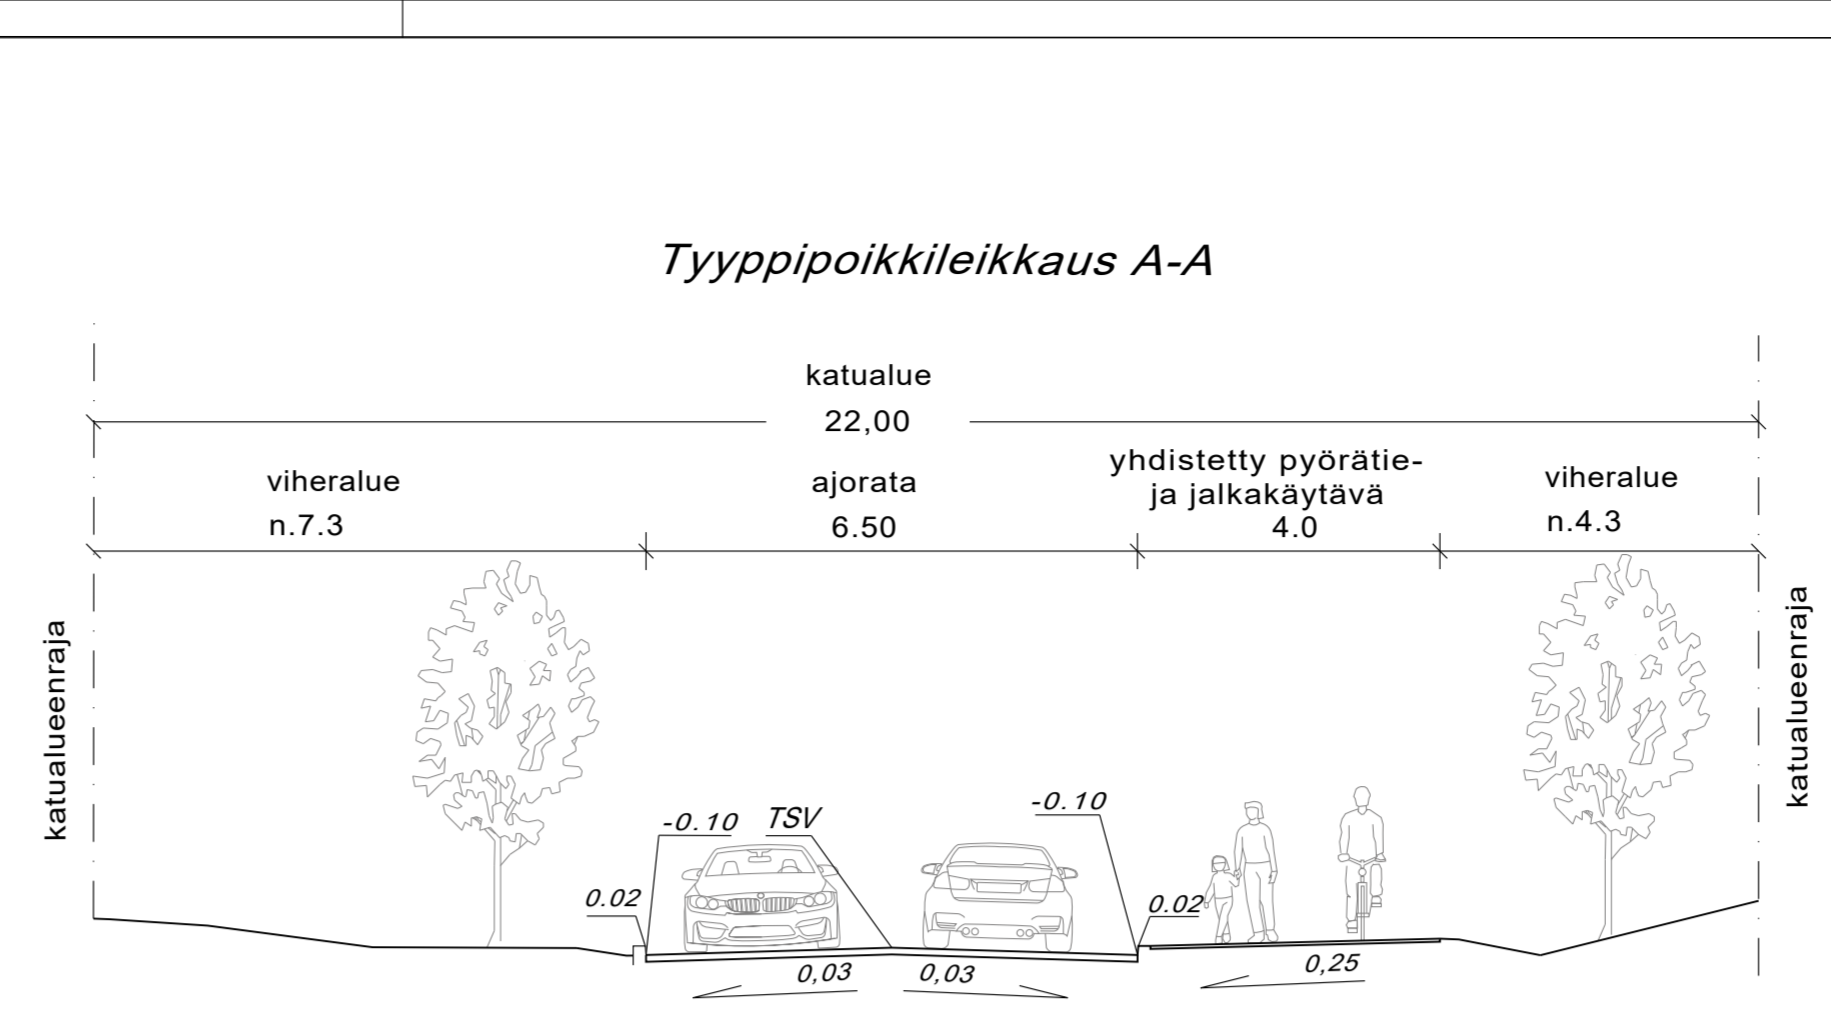 Tyyppipoikkileikkaus A-A
katualue
22,00
viheralue
n.7.3
ajorata
6.50
yhdistetty pyörätie-
ja jalkakäytävä
4.0
viheralue
n.4.3
katualueenraja
katualueenraja
-0.10
TSV
-0.10
0.02
0.02
0,03
0,03
0,25